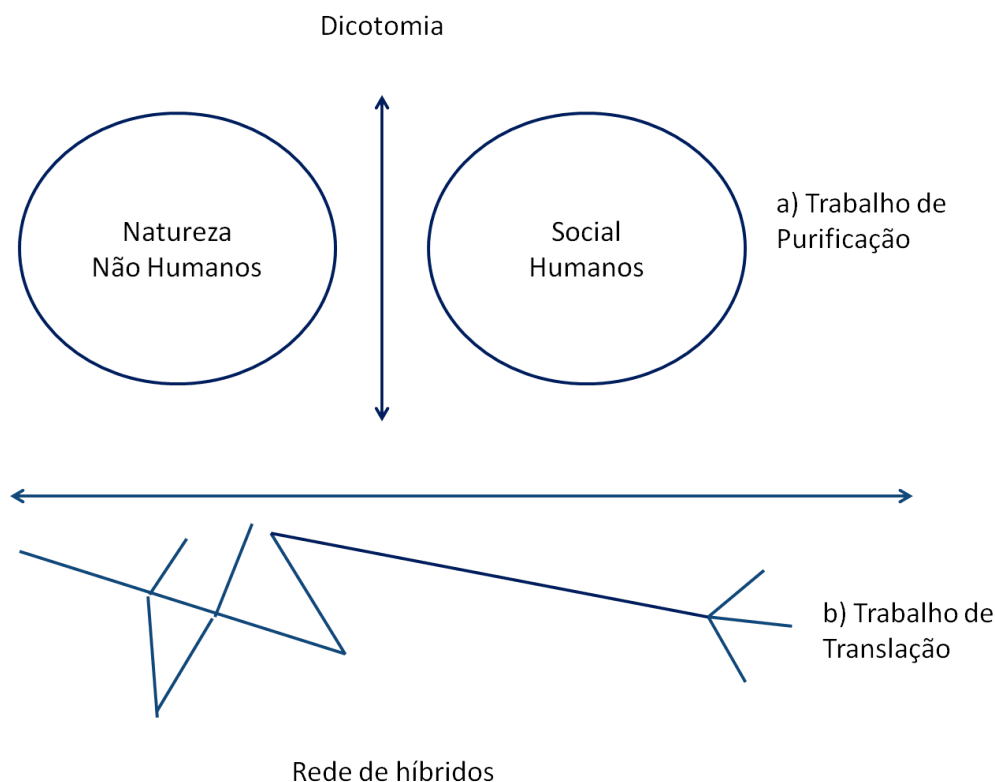 Dicotomia
Natureza
Não Humanos
Social
Humanos
a) Trabalho de
Purificação
b) Trabalho de
Translação
Rede de híbridos